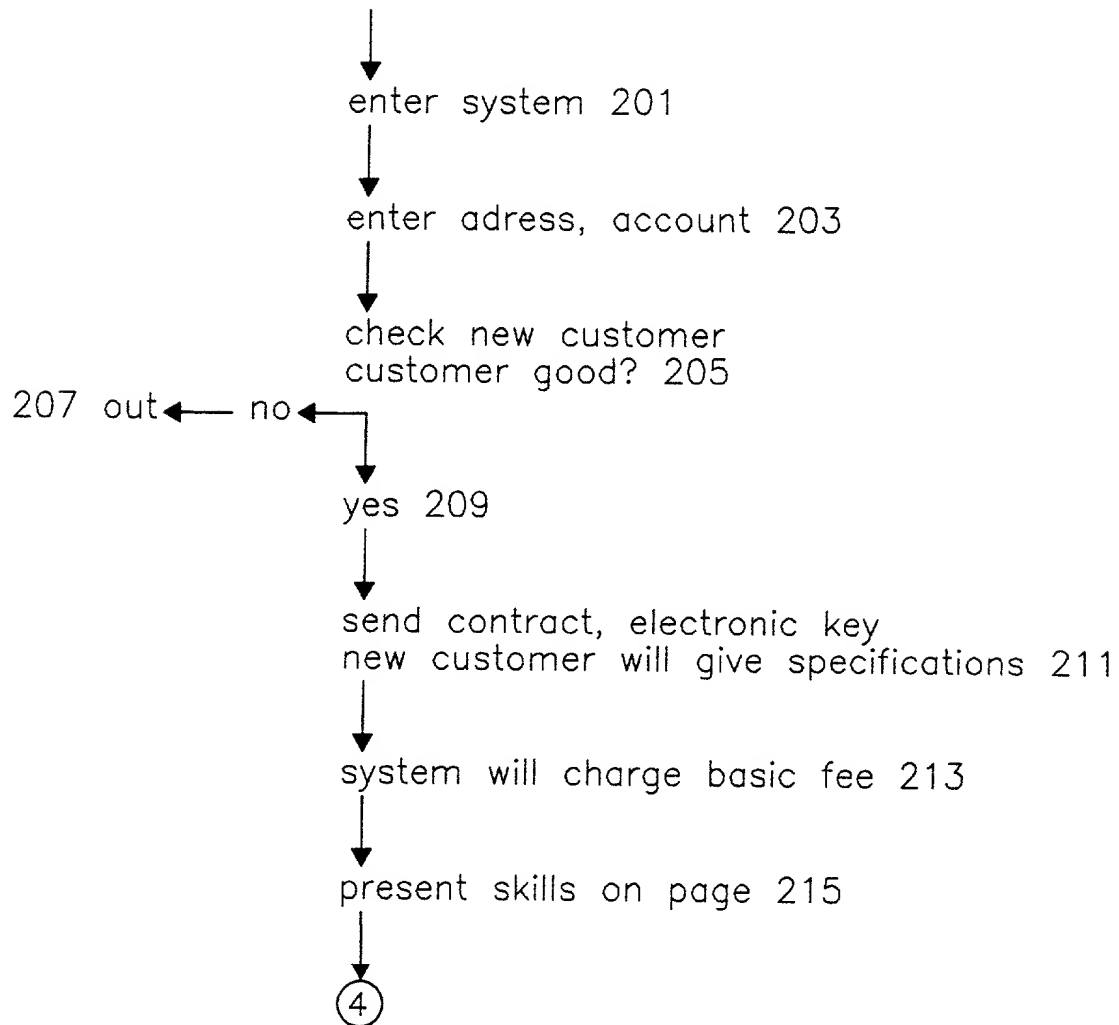 enter system 201
enter adress, account 203
check new customer
customer good? 205
207 out no
yes 209
send contract, electronic key
new customer will give specifications 211
system will charge basic fee 213
present skills on page 215
4